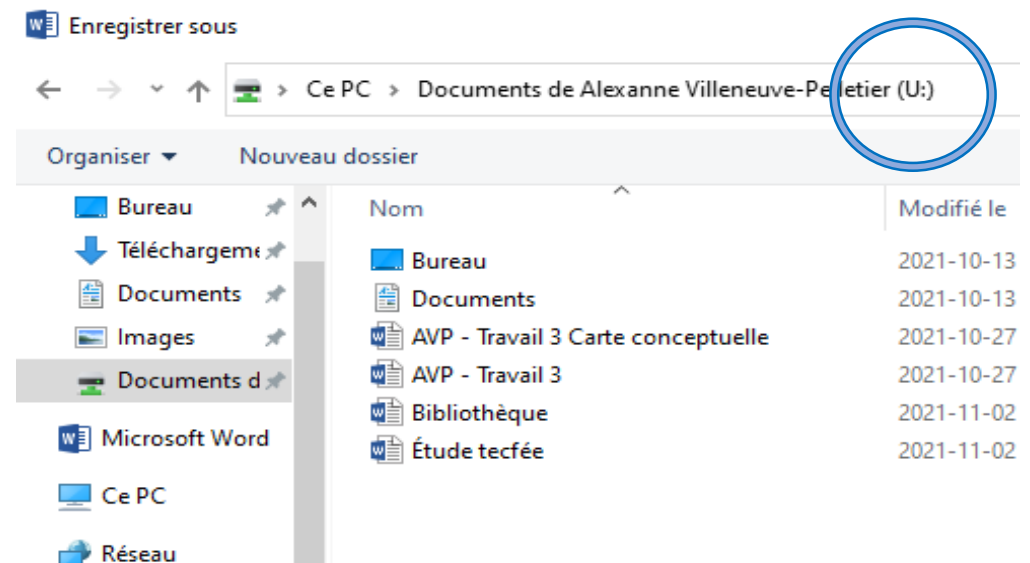 Enregistrer sous
Ce PC > Documents de Alexanne Villeneuve-Pelletier (U:)
Organiser Nouveau dossier
Nom Modifié le
Bureau
Téléchargeme
Documents
Images
Documents d
Microsoft Word
Ce PC
Réseau
Bureau 2021-10-13
Documents 2021-10-13
AVP - Travail 3 Carte conceptuelle 2021-10-27
AVP - Travail 3 2021-10-27
Bibliothèque 2021-11-02
Étude tecfée 2021-11-02